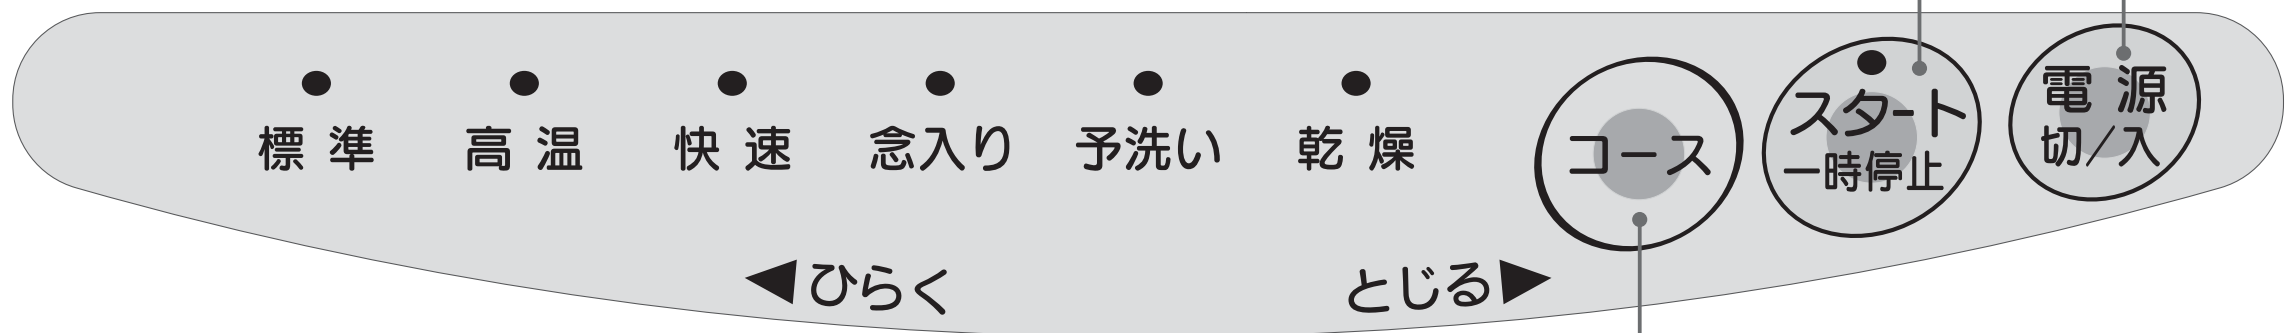 標準
高温
快速
念入り
予洗い
乾燥
コース
スタート
一時停止
電源
切/入
◀ひらく
とじる▶